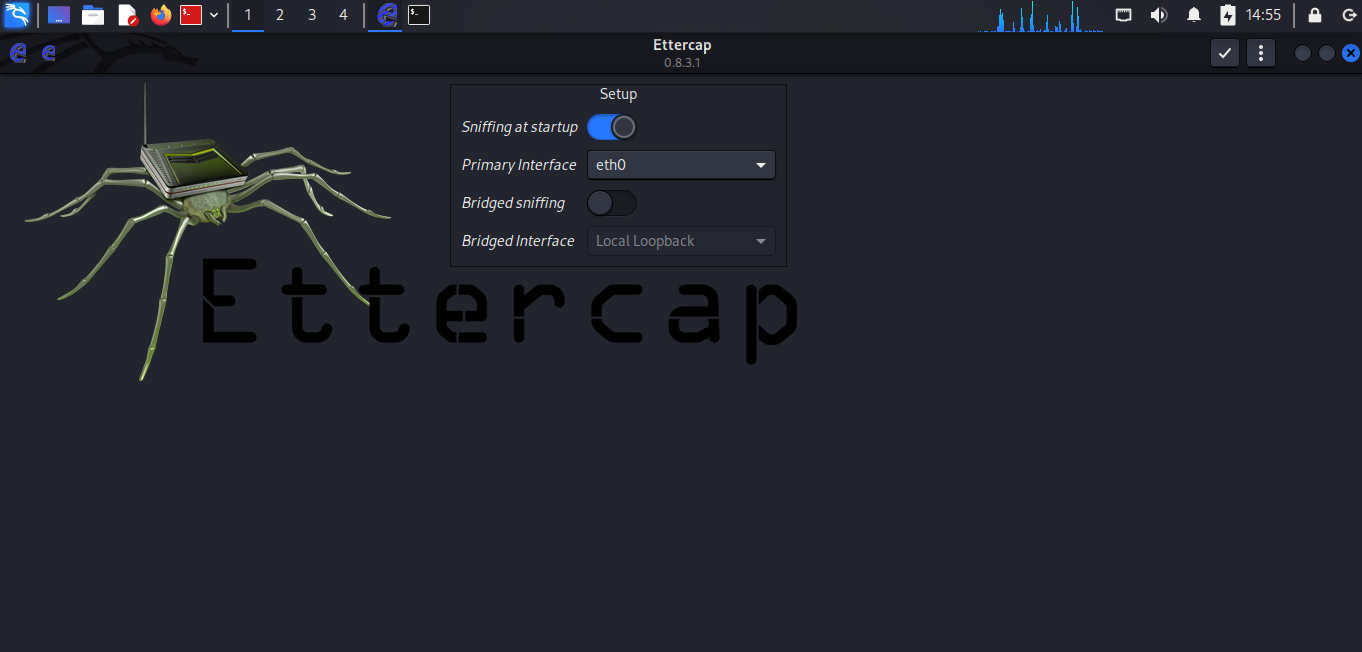 1 2 3 4 14:55
Ettercap
0.8.3.1
Setup
Sniffing at startup
Primary Interface eth0
Bridged sniffing
Bridged Interface Local Loopback
Ettercap